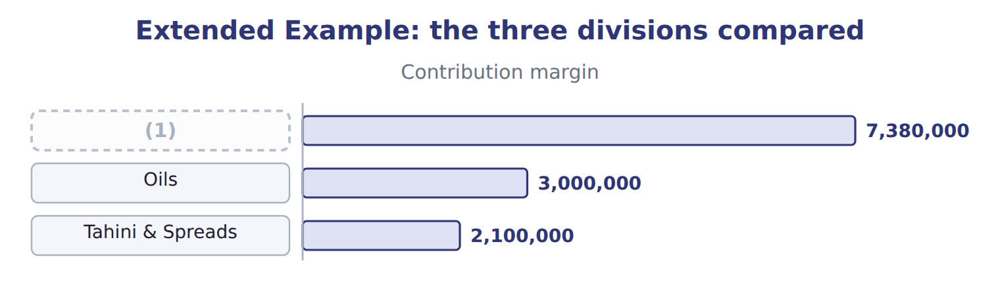 Extended Example: the three divisions compared
Contribution margin
(1) 7,380,000
Oils 3,000,000
Tahini & Spreads 2,100,000